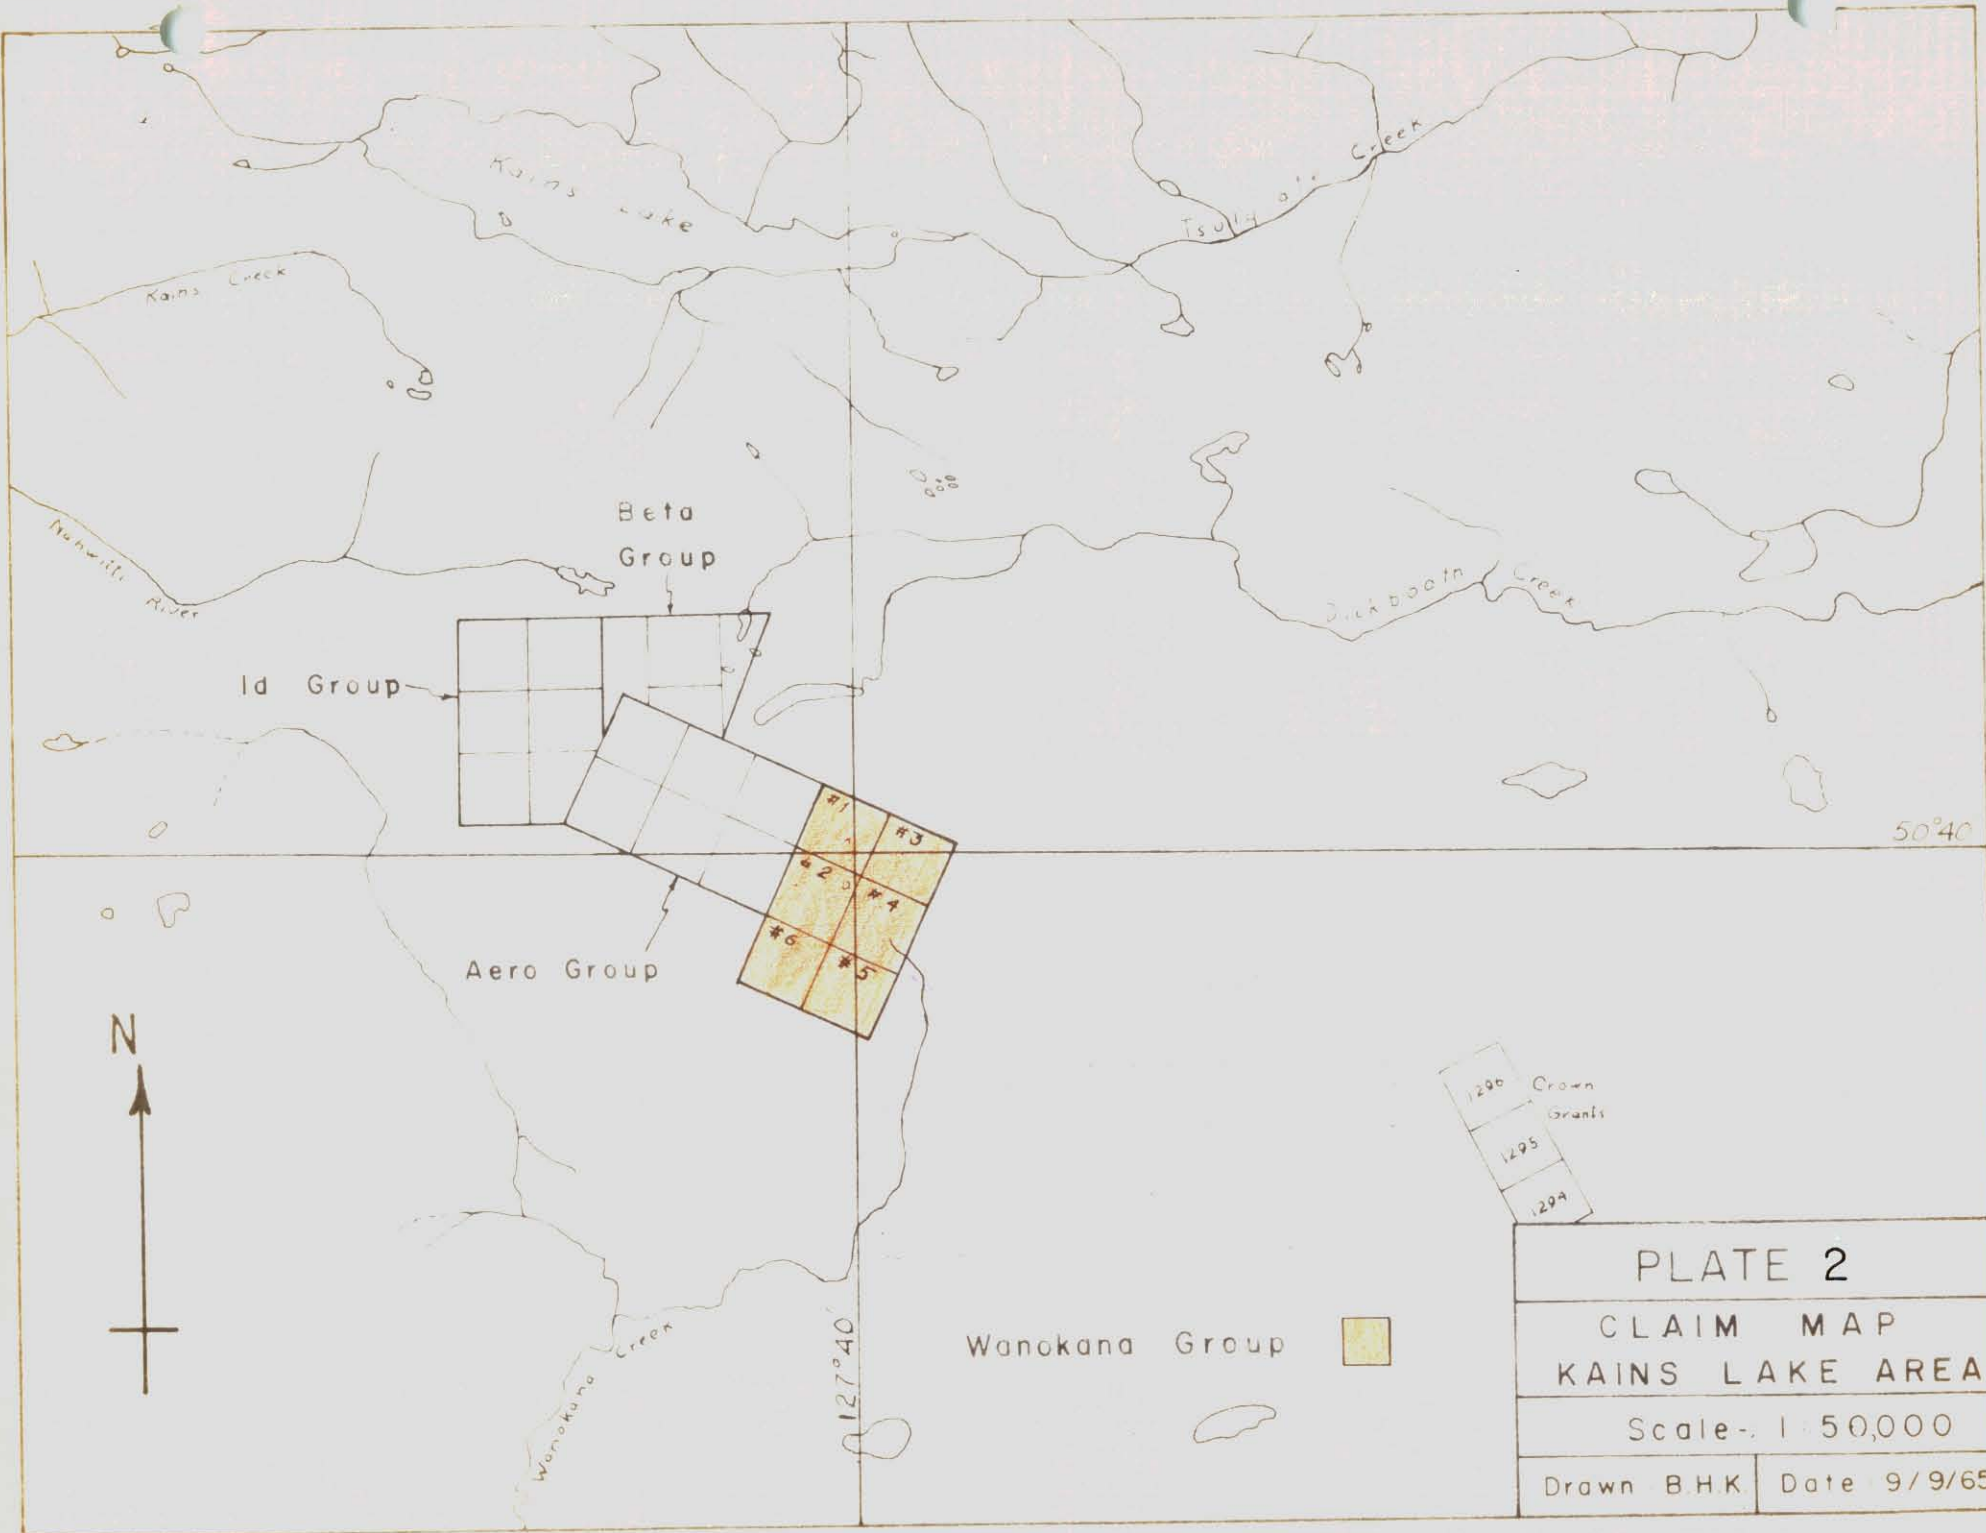 Kains Lake
Creek
Kains Creek
River
Beta
Group
Creek
Id Group
50°40'
#1
#3
#2
#4
#6
#5
Aero Group
N
1296
Crown
Grants
1295
1294
PLATE 2
CLAIM MAP
KAINS LAKE AREA
Scale-: 1:50,000
Drawn B.H.K.
Date 9/9/65
Wanokana Group
127°40'
Wanokana Creek